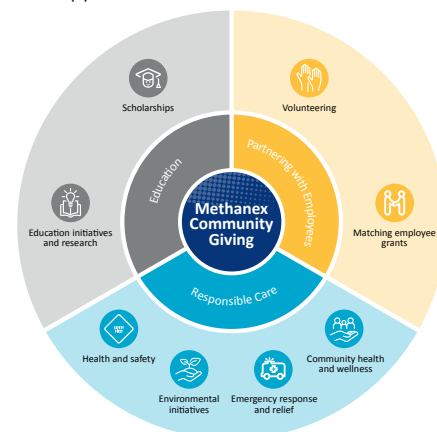 Scholarships
Volunteering
Education
Partnering with Employees
Methanex
Community
Giving
Education initiatives
and research
Matching employee
grants
Responsible Care
Health and safety
Environmental
initiatives
Emergency response
and relief
Community health
and wellness